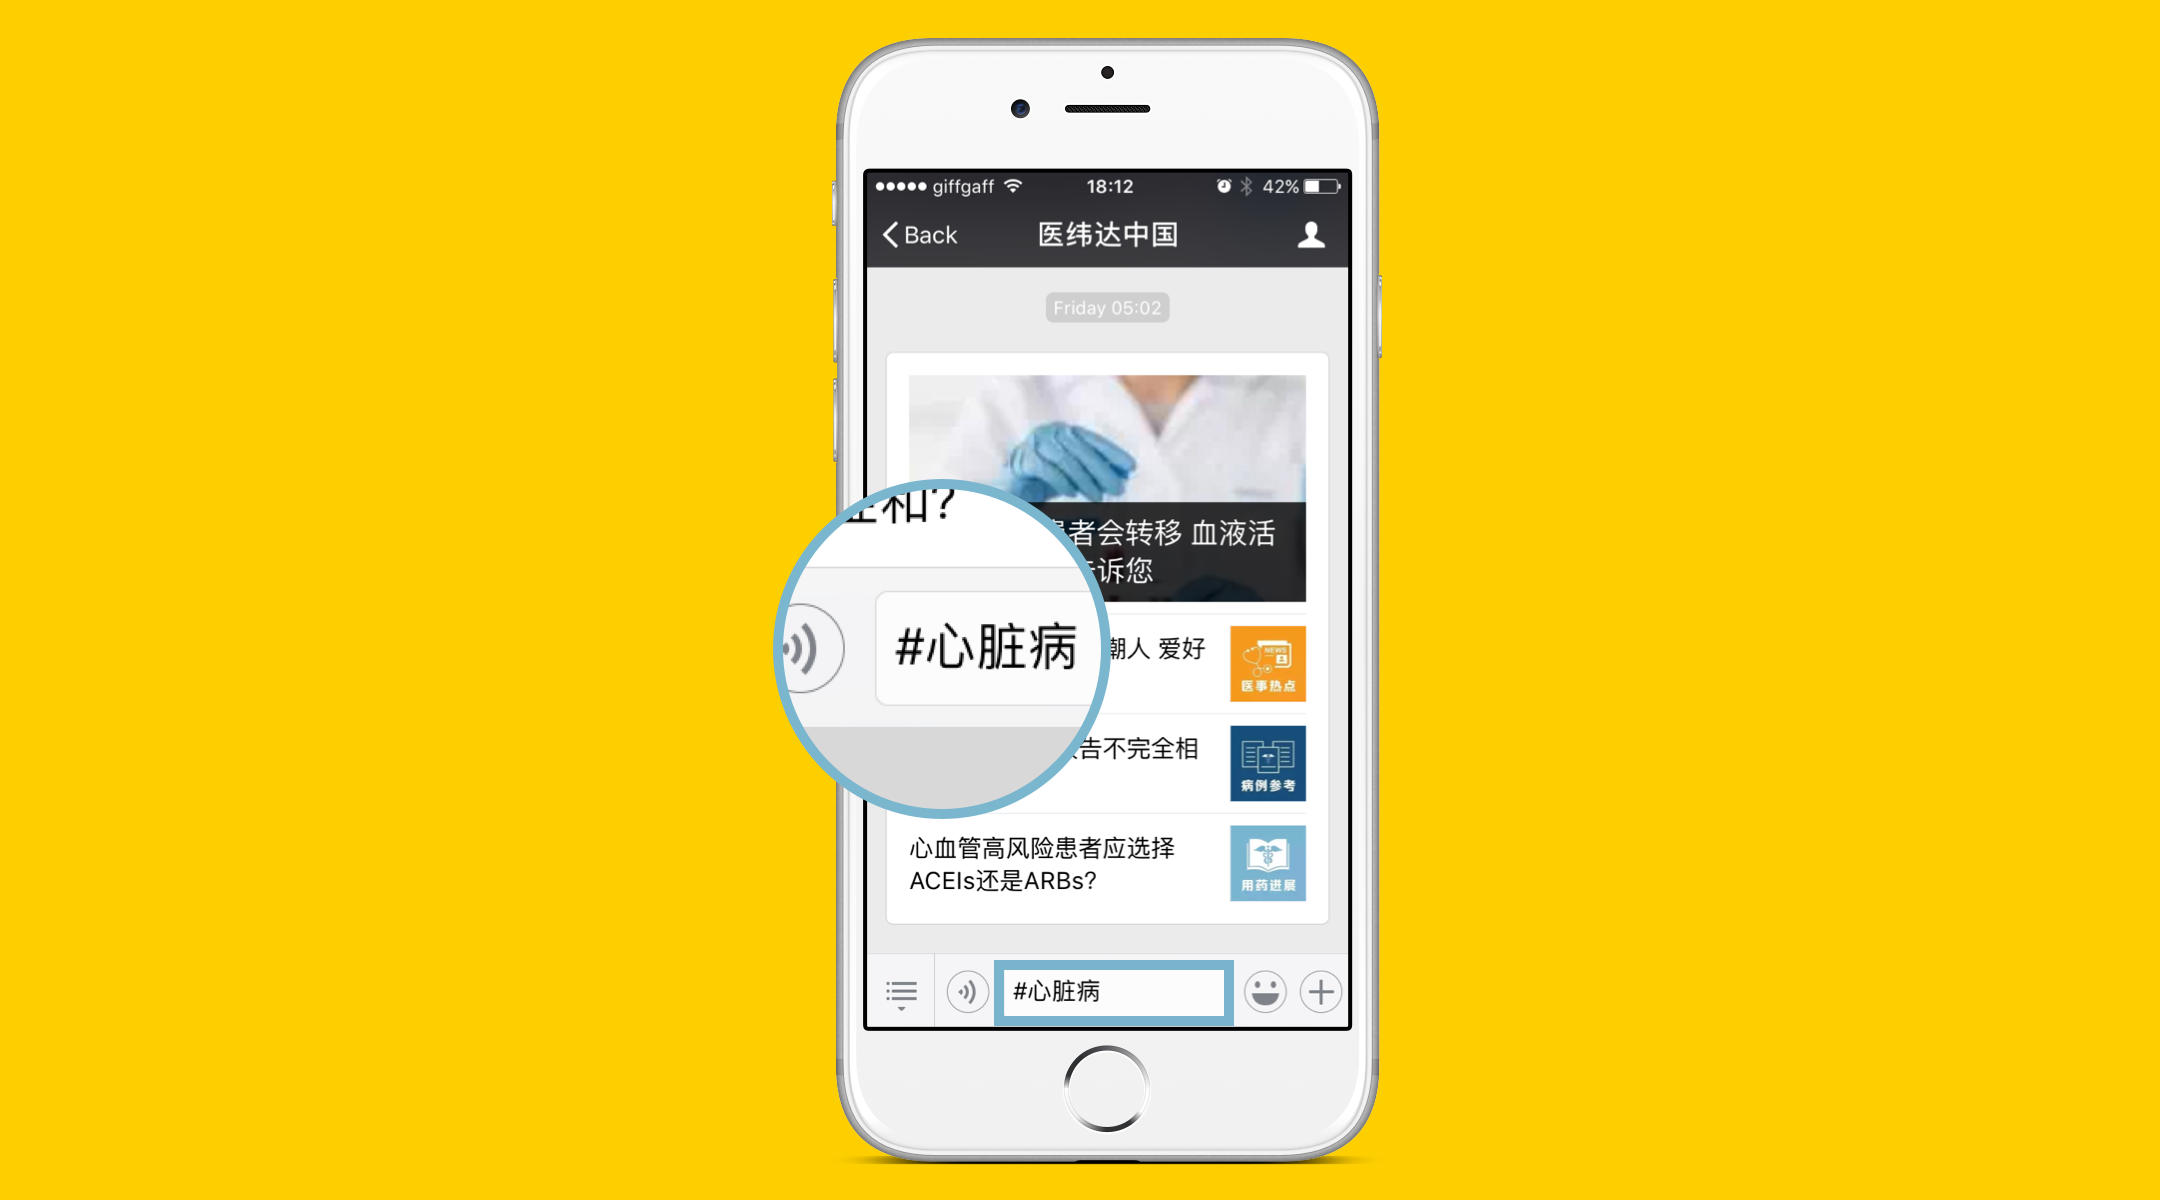 giffgaff 18:12 42%
Back 医纬达中国
Friday 05:02
者会转移 血液活
诉您
和?
#心脏病
潮人 爱好
NEWS
医事热点
告不完全相
病例参考
心血管高风险患者应选择
ACEIs还是ARBs?
用药进展
#心脏病